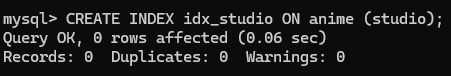 mysql> CREATE INDEX idx_studio ON anime (studio);
Query OK, 0 rows affected (0.06 sec)
Records: 0  Duplicates: 0  Warnings: 0